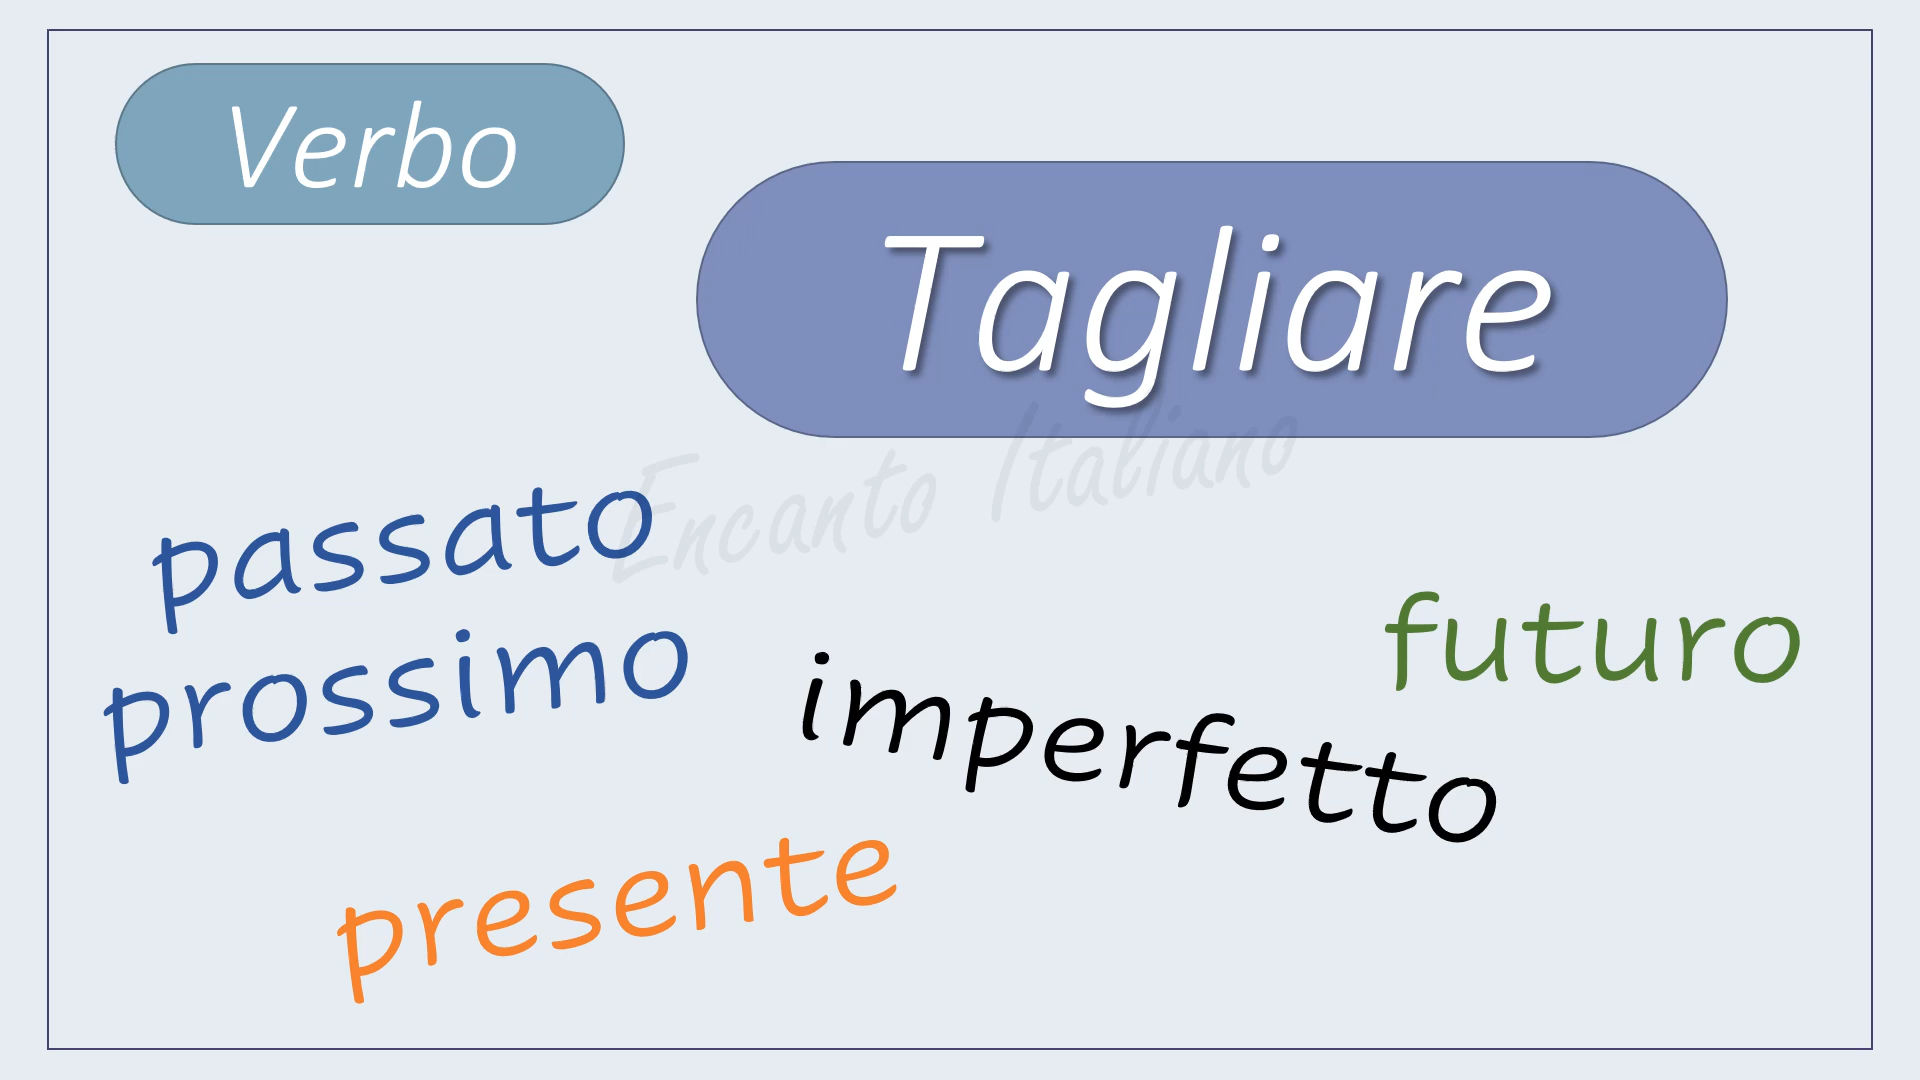 Verbo
Tagliare
Encanto Italiano
passato
prossimo
futuro
imperfetto
presente